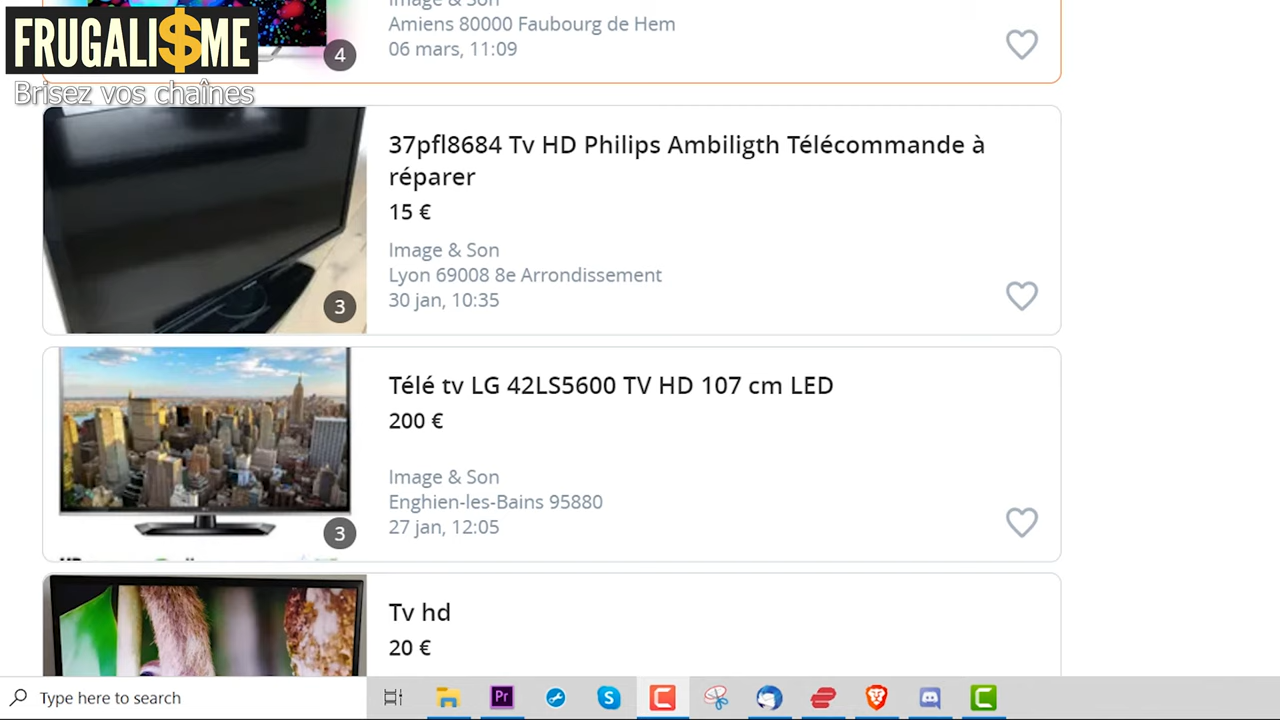 FRUGALI$ME
Brisez vos chaînes
Amiens 80000 Faubourg de Hem
06 mars, 11:09
4
37pfl8684 Tv HD Philips Ambiligth Télécommande à
réparer
15 €
Image & Son
Lyon 69008 8e Arrondissement
30 jan, 10:35
3
Télé tv LG 42LS5600 TV HD 107 cm LED
200 €
Image & Son
Enghien-les-Bains 95880
27 jan, 12:05
3
Tv hd
20 €
Type here to search
Pr